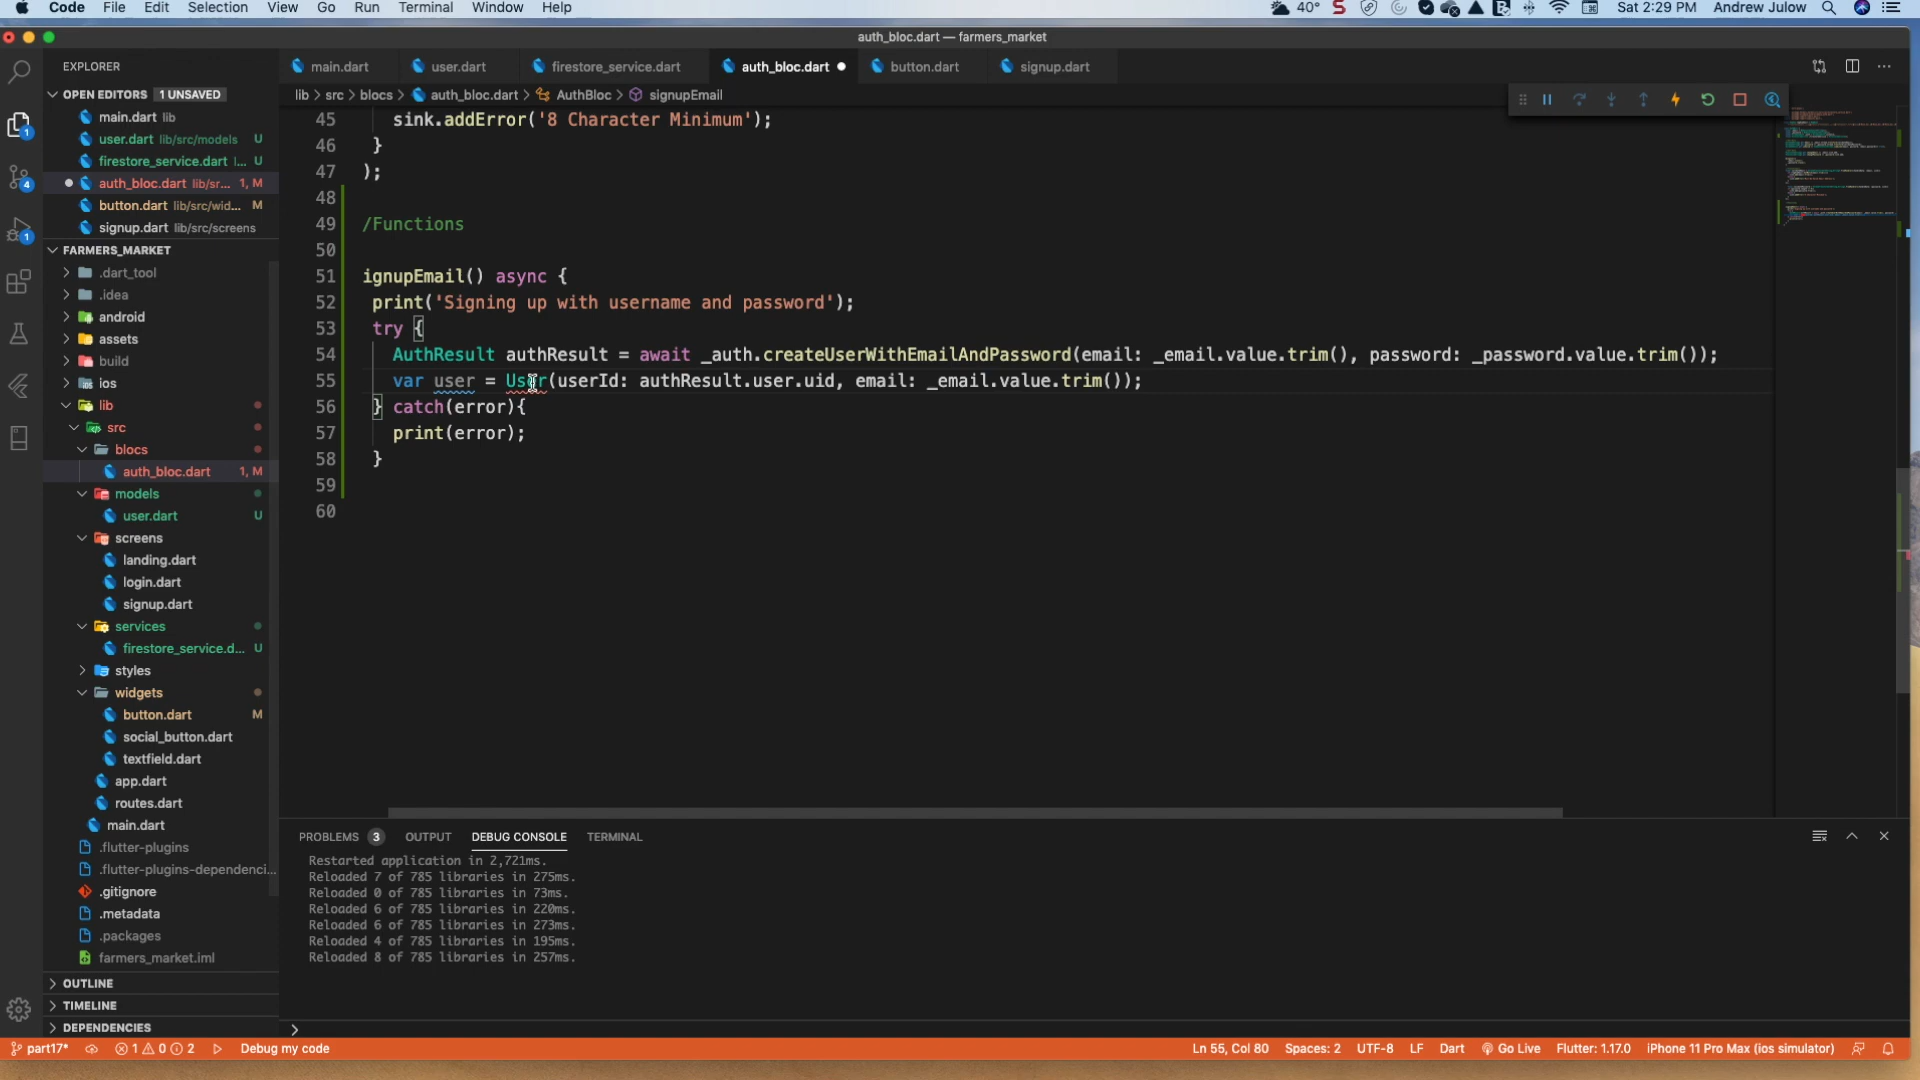 Code File Edit Selection View Go Run Terminal Window Help 40° Sat 2:29 PM Andrew Julow
auth_bloc.dart — farmers_market
EXPLORER
main.dart user.dart firestore_service.dart auth_bloc.dart button.dart signup.dart
OPEN EDITORS 1 UNSAVED
main.dart lib
user.dart lib/src/models U
firestore_service.dart l... U
auth_bloc.dart lib/sr... 1, M
button.dart lib/src/wid... M
signup.dart lib/src/screens
FARMERS_MARKET
.dart_tool
.idea
android
assets
build
ios
lib
src
blocs
auth_bloc.dart 1, M
models
user.dart U
screens
landing.dart
login.dart
signup.dart
services
firestore_service.d... U
styles
widgets
button.dart M
social_button.dart
textfield.dart
app.dart
routes.dart
main.dart
.flutter-plugins
.flutter-plugins-dependenci...
.gitignore
.metadata
.packages
farmers_market.iml
OUTLINE
TIMELINE
DEPENDENCIES
lib > src > blocs > auth_bloc.dart > AuthBloc > signupEmail
45 sink.addError('8 Character Minimum');
46 }
47 );
48
49 /Functions
50
51 ignupEmail() async {
52 print('Signing up with username and password');
53 try {
54 AuthResult authResult = await _auth.createUserWithEmailAndPassword(email: _email.value.trim(), password: _password.value.trim());
55 var user = User(userId: authResult.user.uid, email: _email.value.trim());
56 } catch(error){
57 print(error);
58 }
59
60
PROBLEMS 3 OUTPUT DEBUG CONSOLE TERMINAL
Restarted application in 2,721ms.
Reloaded 7 of 785 libraries in 275ms.
Reloaded 0 of 785 libraries in 73ms.
Reloaded 6 of 785 libraries in 220ms.
Reloaded 6 of 785 libraries in 273ms.
Reloaded 4 of 785 libraries in 195ms.
Reloaded 8 of 785 libraries in 257ms.
>
part17* 1 0 2 Debug my code Ln 55, Col 80 Spaces: 2 UTF-8 LF Dart Go Live Flutter: 1.17.0 iPhone 11 Pro Max (ios simulator)